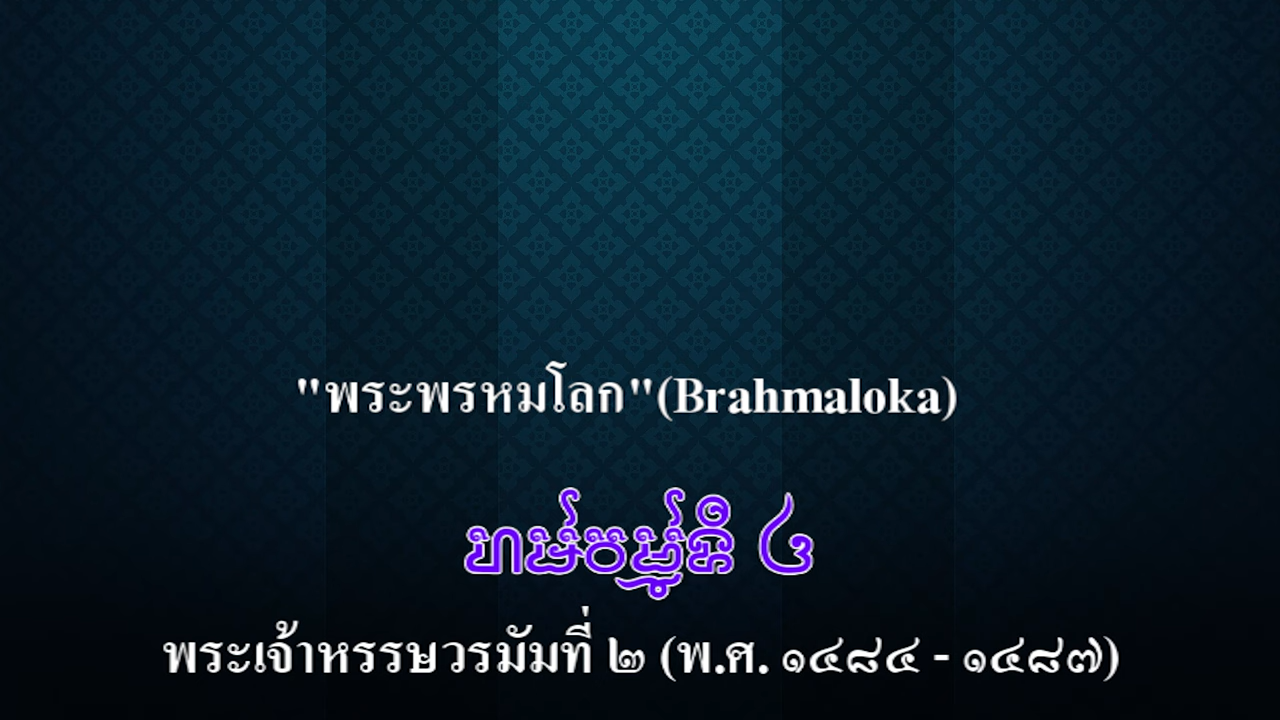 "พระพรหมโลก"(Brahmaloka)
พระเจ้าหรรษวรมัมที่ ๒ (พ.ศ. ๑๔๘๔ - ๑๔๘๗)